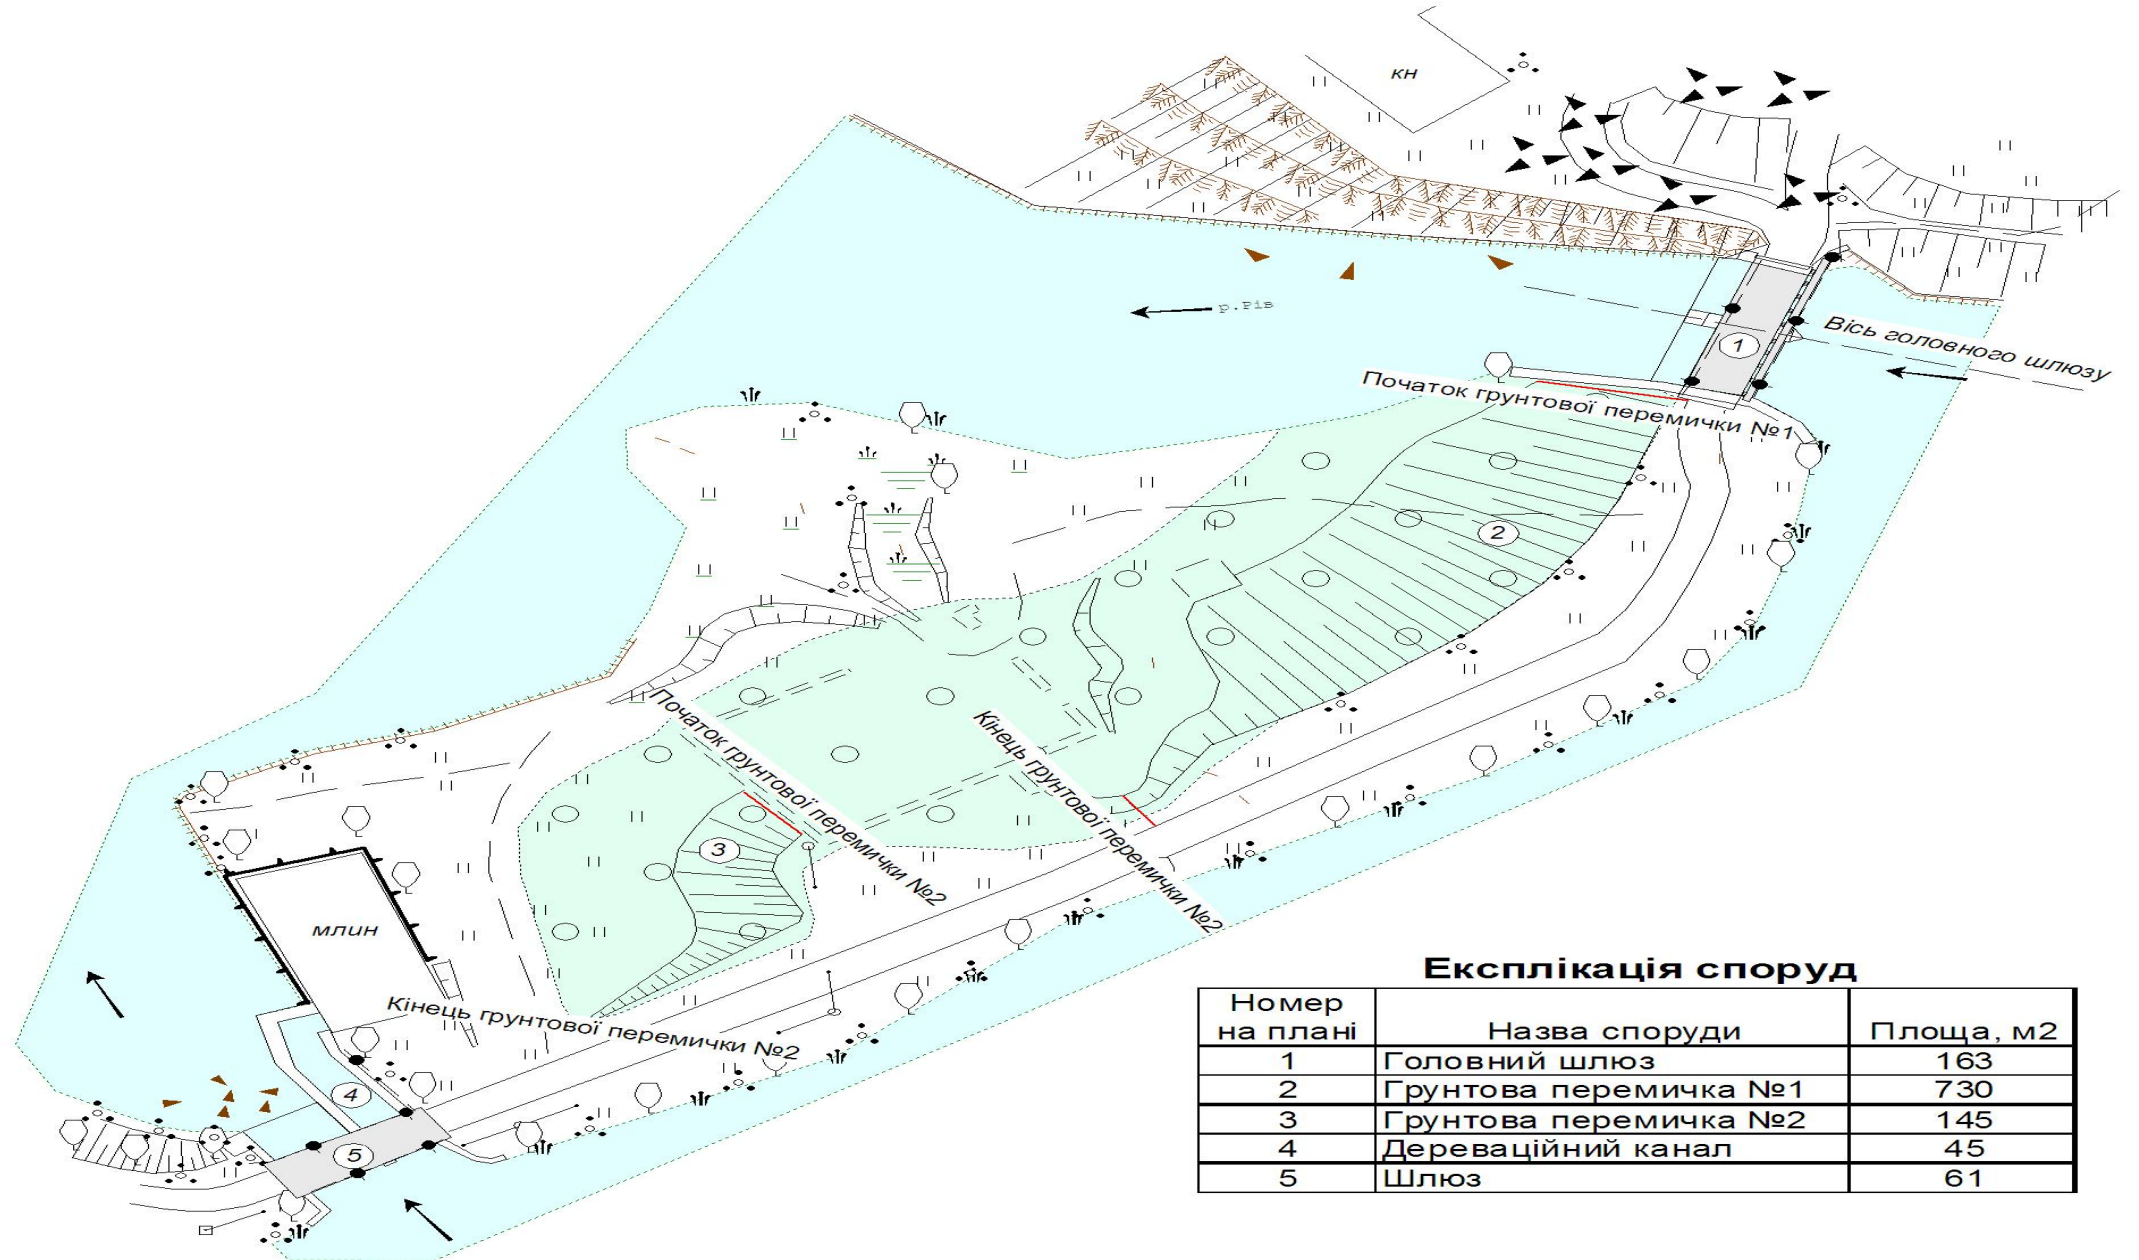 кн
р.Рів
Вісь головного шлюзу
1
Початок грунтової перемички №1
2
Початок грунтової перемички №2
Кінець грунтової перемички №2
3
млин
Кінець грунтової перемички №2
4
5
Експлікація споруд
Номер на плані Назва споруди Площа, м2
1 Головний шлюз 163
2 Грунтова перемичка №1 730
3 Грунтова перемичка №2 145
4 Дереваційний канал 45
5 Шлюз 61